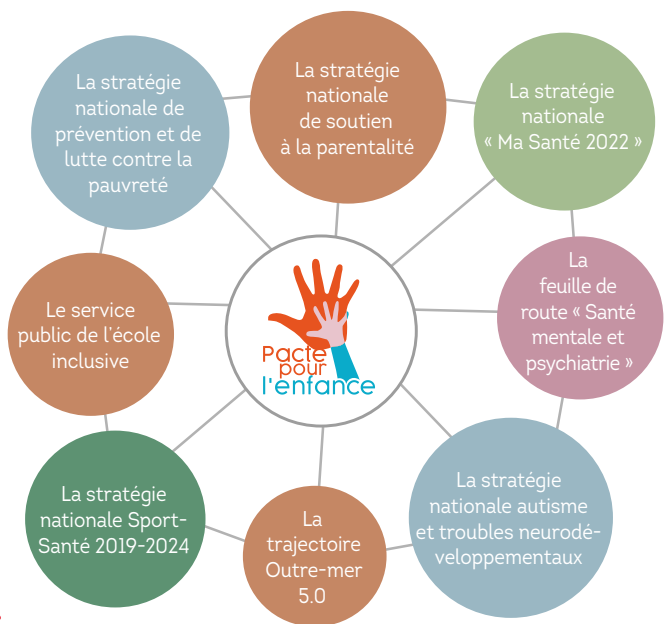 La stratégie
nationale de
prévention et de
lutte contre la
pauvreté
La stratégie
nationale
de soutien
à la parentalité
La stratégie
nationale
« Ma Santé 2022 »
Le service
public de l'école
inclusive
Pacte
pour
l'enfance
La
feuille de
route « Santé
mentale et
psychiatrie »
La stratégie
nationale Sport-
Santé 2019-2024
La
trajectoire
Outre-mer
5.0
La stratégie
nationale autisme
et troubles neurodé-
veloppementaux